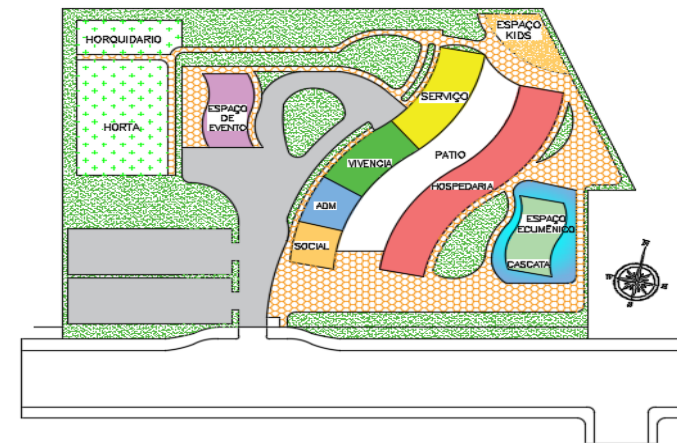 HORQUIDARIO
ESPAÇO
KIDS
HORTA
ESPAÇO
DE
EVENTO
SERVIÇO
VIVENCIA
PATIO
HOSPEDARIA
ADM
SOCIAL
ESPAÇO
ECUMÊNICO
CASCATA